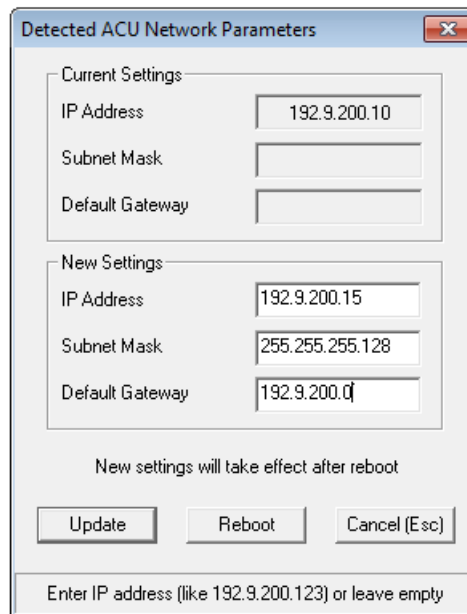 Detected ACU Network Parameters
Current Settings
IP Address 192.9.200.10
Subnet Mask
Default Gateway
New Settings
IP Address 192.9.200.15
Subnet Mask 255.255.255.128
Default Gateway 192.9.200.0
New settings will take effect after reboot
Update Reboot Cancel (Esc)
Enter IP address (like 192.9.200.123) or leave empty